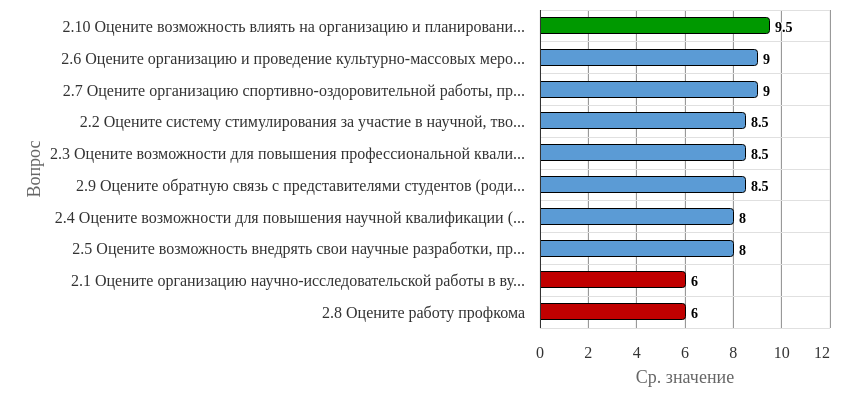 2.10 Оцените возможность влиять на организацию и планировани... 9.5
2.6 Оцените организацию и проведение культурно-массовых меро... 9
2.7 Оцените организацию спортивно-оздоровительной работы, пр... 9
2.2 Оцените систему стимулирования за участие в научной, тво... 8.5
2.3 Оцените возможности для повышения профессиональной квали... 8.5
2.9 Оцените обратную связь с представителями студентов (роди... 8.5
2.4 Оцените возможности для повышения научной квалификации (... 8
2.5 Оцените возможность внедрять свои научные разработки, пр... 8
2.1 Оцените организацию научно-исследовательской работы в ву... 6
2.8 Оцените работу профкома 6
Вопрос
0 2 4 6 8 10 12
Ср. значение